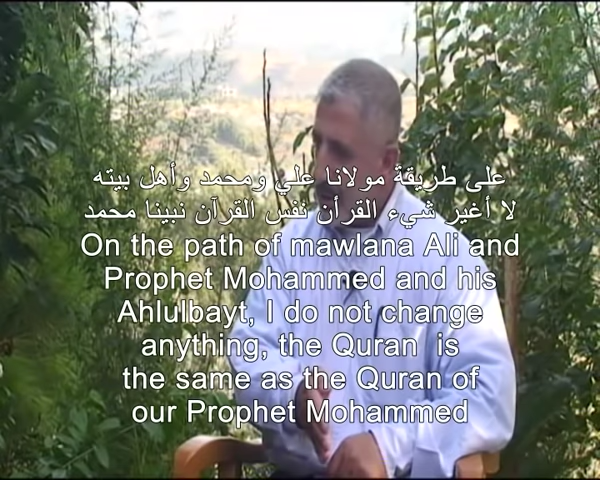 على طريقة مولانا علي ومحمد وأهل بيته
لا أغير شيء القرأن نفس القرآن نبينا محمد
On the path of mawlana Ali and
Prophet Mohammed and his
Ahlulbayt, I do not change
anything, the Quran is
the same as the Quran of
our Prophet Mohammed